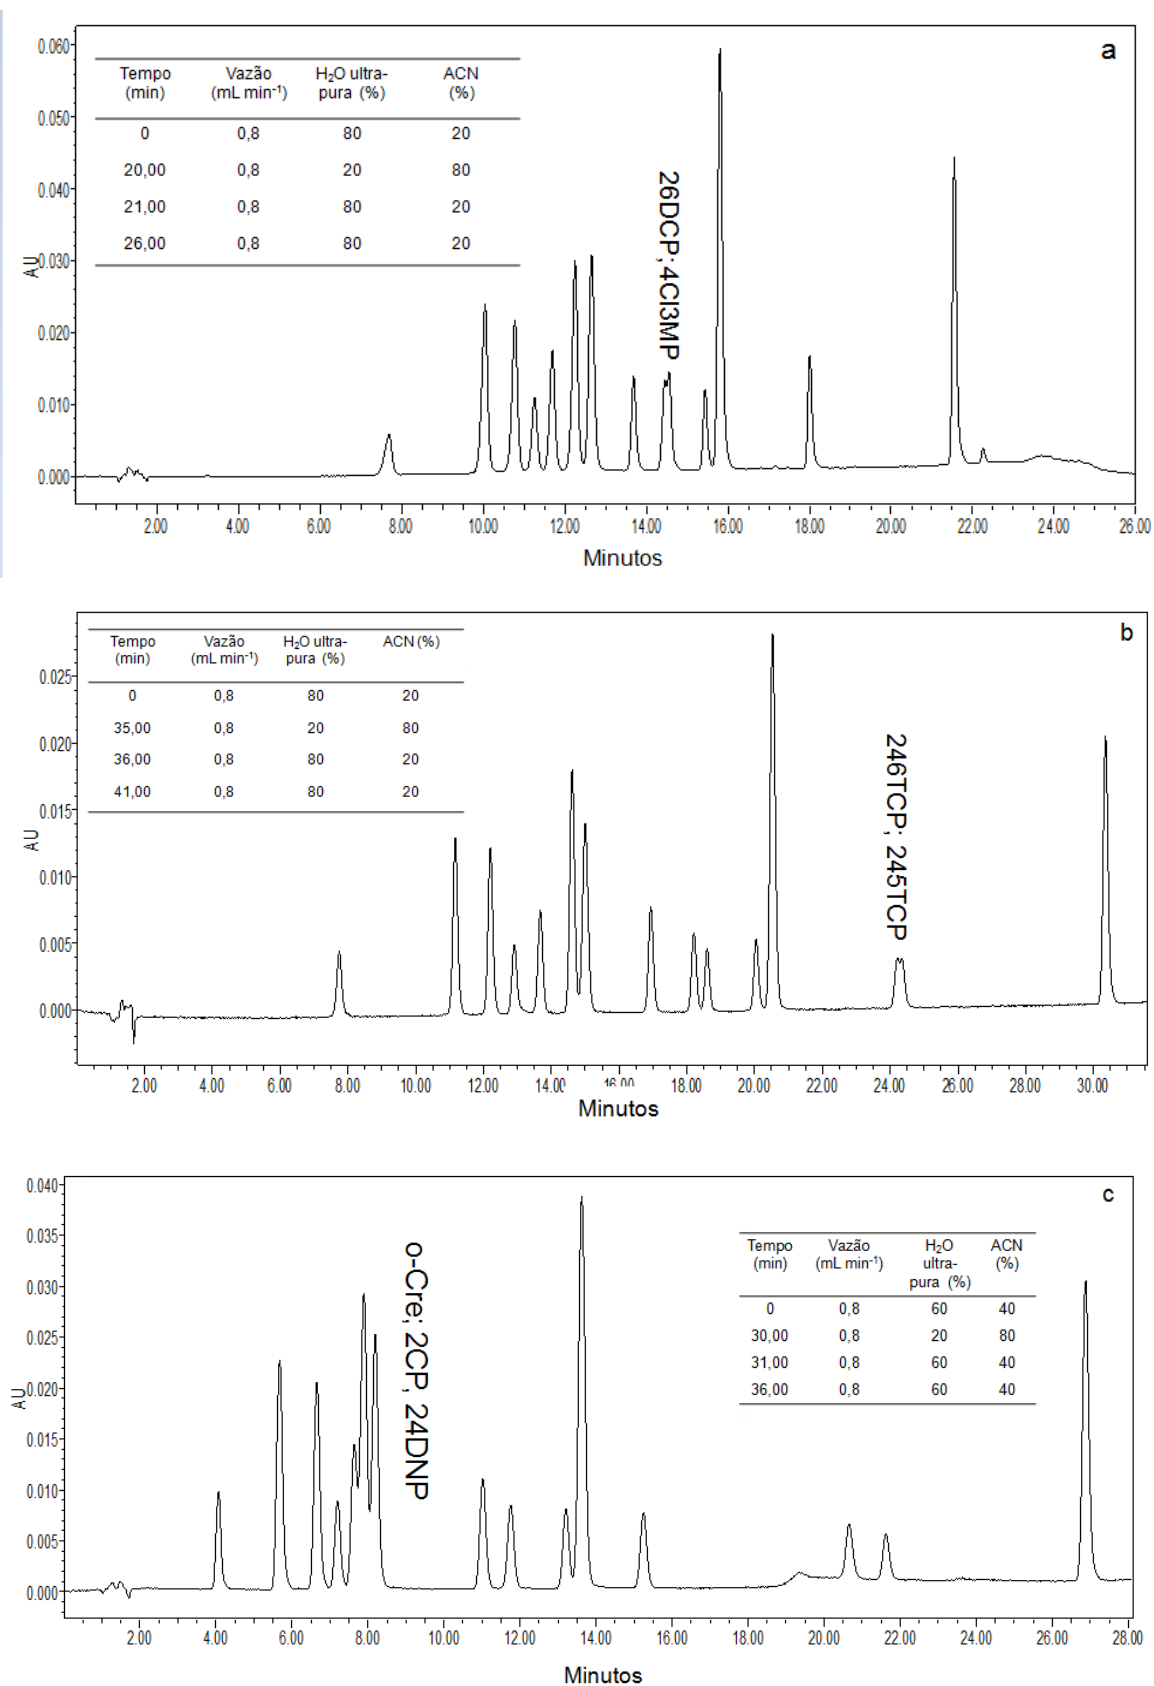 a
0.060
0.050
0.040
0.030
0.020
0.010
0.000
AU
Tempo (min) Vazão (mL min⁻¹) H₂O ultra-pura (%) ACN (%)
0 0,8 80 20
20,00 0,8 20 80
21,00 0,8 80 20
26,00 0,8 80 20
26DCP;4Cl3MP
2.00 4.00 6.00 8.00 10.00 12.00 14.00 16.00 18.00 20.00 22.00 24.00 26.00
Minutos
b
0.025
0.020
0.015
0.010
0.005
0.000
AU
Tempo (min) Vazão (mL min⁻¹) H₂O ultra-pura (%) ACN (%)
0 0,8 80 20
35,00 0,8 20 80
36,00 0,8 80 20
41,00 0,8 80 20
246TCP; 245TCP
2.00 4.00 6.00 8.00 10.00 12.00 14.00 16.00 18.00 20.00 22.00 24.00 26.00 28.00 30.00
Minutos
c
0.040
0.035
0.030
0.025
0.020
0.015
0.010
0.005
0.000
AU
o-Cre; 2CP, 24DNP
Tempo (min) Vazão (mL min⁻¹) H₂O ultra-pura (%) ACN (%)
0 0,8 60 40
30,00 0,8 20 80
31,00 0,8 60 40
36,00 0,8 60 40
2.00 4.00 6.00 8.00 10.00 12.00 14.00 16.00 18.00 20.00 22.00 24.00 26.00 28.00
Minutos